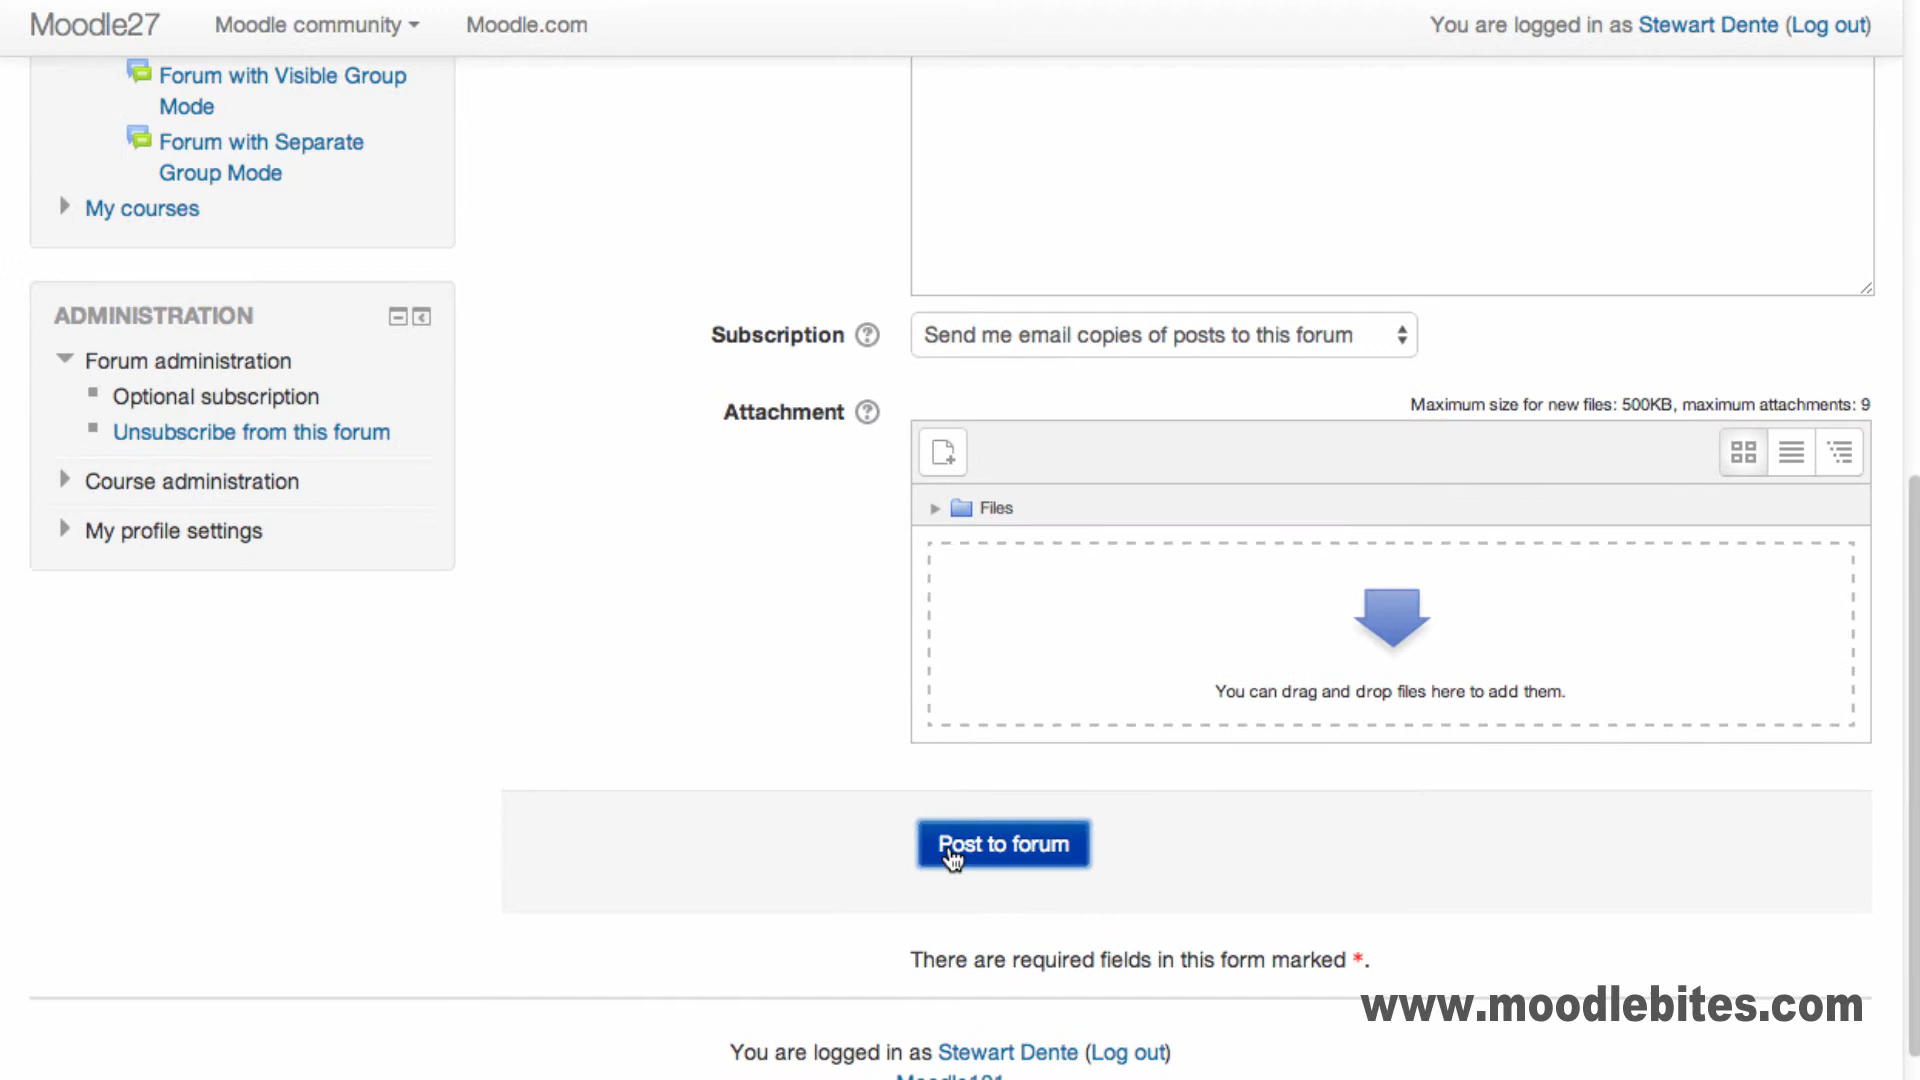 Moodle27 Moodle community Moodle.com You are logged in as Stewart Dente (Log out)
Forum with Visible Group
Mode
Forum with Separate
Group Mode
My courses
ADMINISTRATION
Forum administration
Optional subscription
Unsubscribe from this forum
Course administration
My profile settings
Subscription Send me email copies of posts to this forum
Attachment Maximum size for new files: 500KB, maximum attachments: 9
Files
You can drag and drop files here to add them.
Post to forum
There are required fields in this form marked *.
www.moodlebites.com
You are logged in as Stewart Dente (Log out)